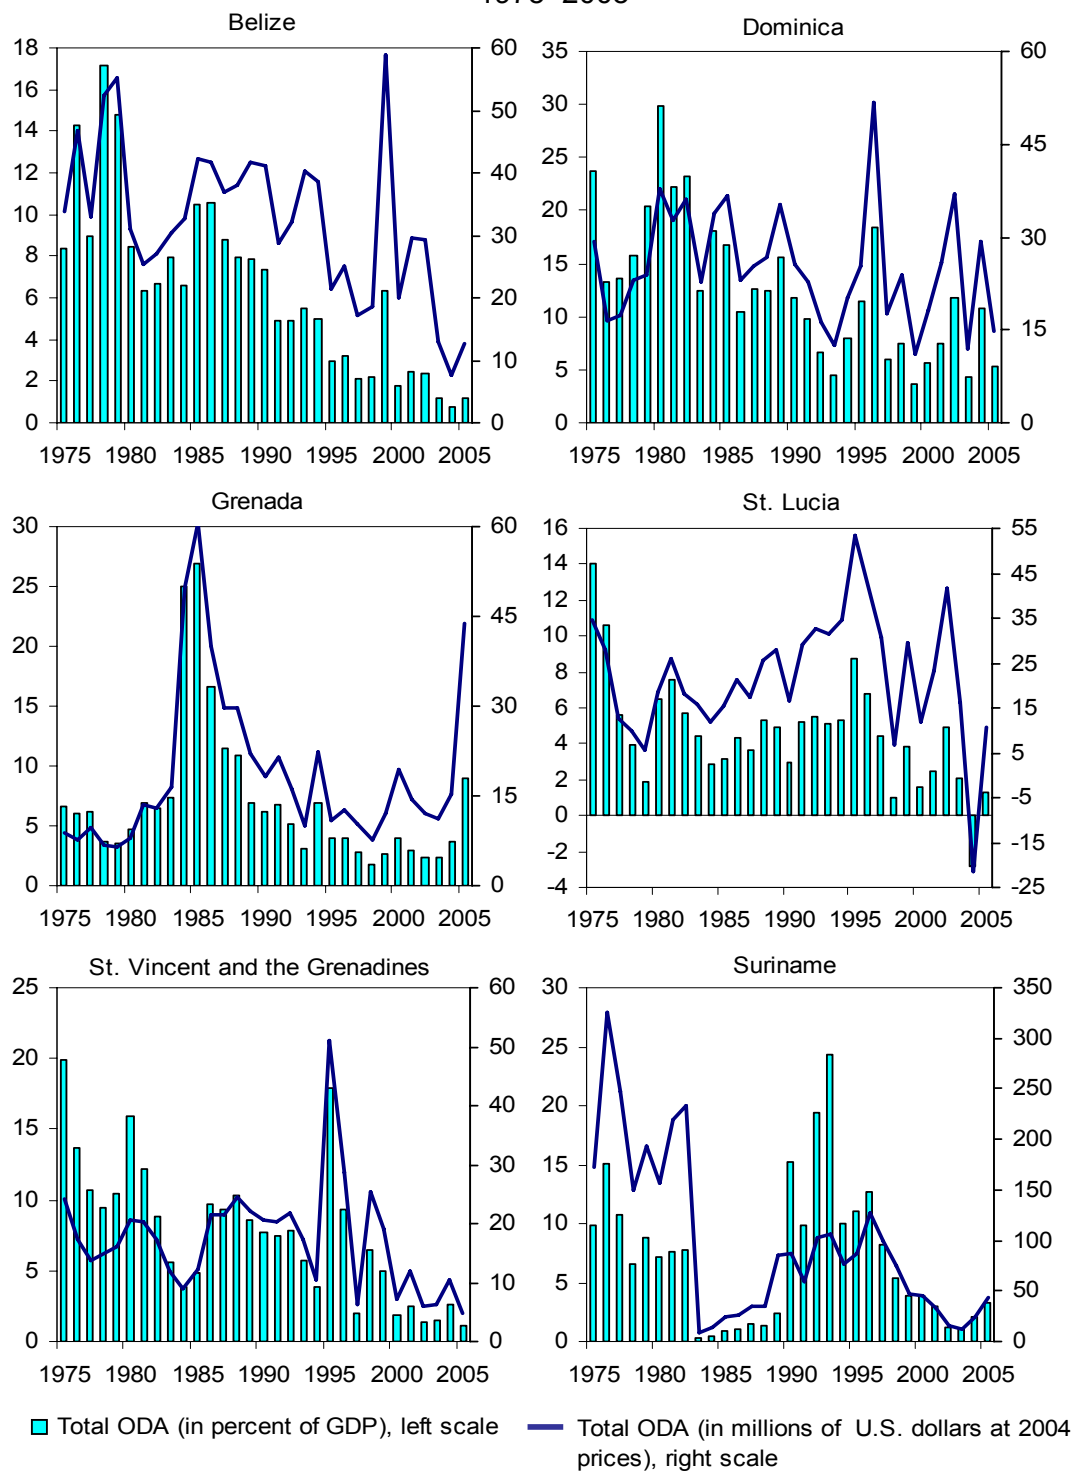 Belize
Dominica
18 60 35 60
16 50 30 45
14 40 25
12 30 20 30
10 20 15
8 10 10 15
6 0 5
4 0 0
2
0
1975 1980 1985 1990 1995 2000 2005 1975 1980 1985 1990 1995 2000 2005
Grenada
St. Lucia
30 60 16 55
25 45 14 45
20 30 12 35
15 15 10 25
10 0 8 15
5 6 5
0 4 -5
2 -15
0 -25
-2
-4
1975 1980 1985 1990 1995 2000 2005 1975 1980 1985 1990 1995 2000 2005
St. Vincent and the Grenadines
Suriname
25 60 30 350
20 50 25 300
15 40 20 250
10 30 15 200
5 20 10 150
0 10 5 100
0 0 50
0
1975 1980 1985 1990 1995 2000 2005 1975 1980 1985 1990 1995 2000 2005
Total ODA (in percent of GDP), left scale
Total ODA (in millions of U.S. dollars at 2004
prices), right scale